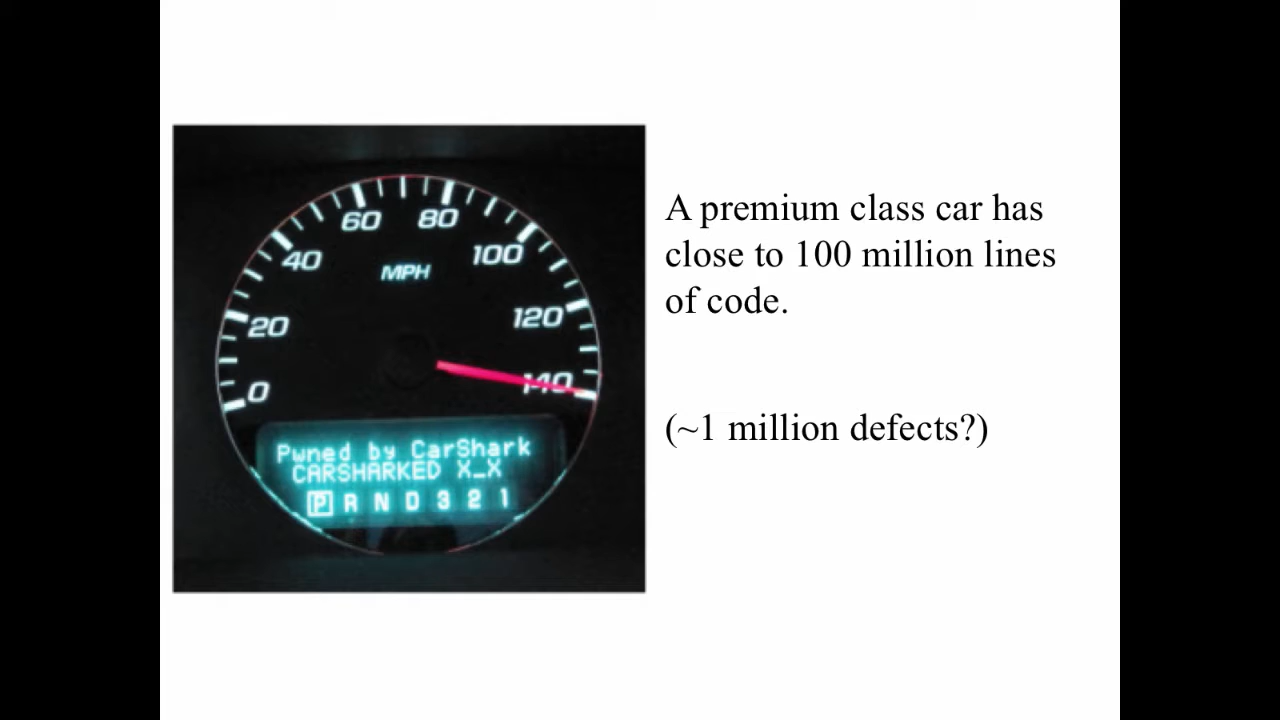 60 80
40 100
MPH
20 120
0 140
Pwned by CarShark
CARSHARKED X_X
P R N D 3 2 1
A premium class car has
close to 100 million lines
of code.
(~1 million defects?)